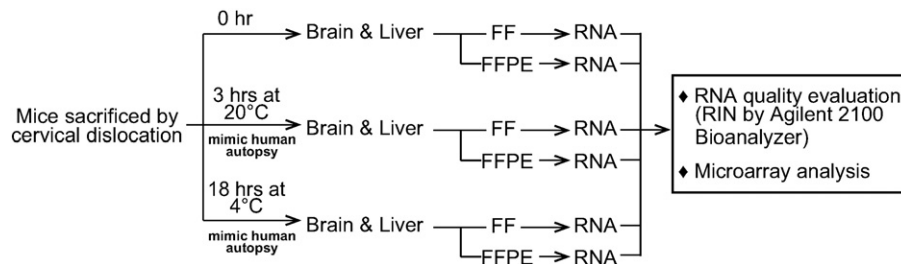 Mice sacrificed by
cervical dislocation
0 hr
Brain & Liver
FF
RNA
FFPE
RNA
3 hrs at
20°C
mimic human
autopsy
Brain & Liver
FF
RNA
FFPE
RNA
18 hrs at
4°C
mimic human
autopsy
Brain & Liver
FF
RNA
FFPE
RNA
♦ RNA quality evaluation
(RIN by Agilent 2100
Bioanalyzer)
♦ Microarray analysis